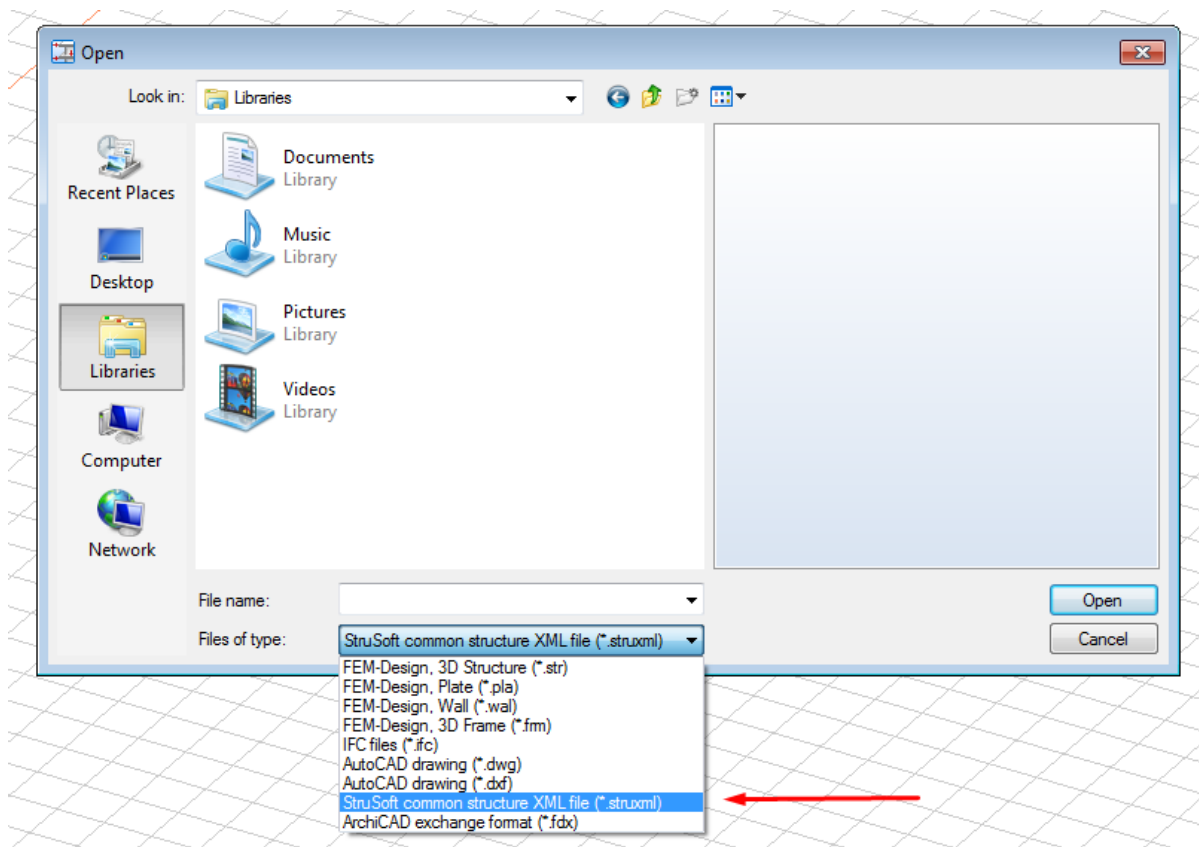 Open
Look in:
Libraries
Recent Places
Desktop
Libraries
Computer
Network
Documents
Library
Music
Library
Pictures
Library
Videos
Library
File name:
Open
Files of type:
StruSoft common structure XML file (*.struxml)
Cancel
FEM-Design, 3D Structure (*.str)
FEM-Design, Plate (*.pla)
FEM-Design, Wall (*.wal)
FEM-Design, 3D Frame (*.frm)
IFC files (*.ifc)
AutoCAD drawing (*.dwg)
AutoCAD drawing (*.dxf)
StruSoft common structure XML file (*.struxml)
ArchiCAD exchange format (*.fdx)